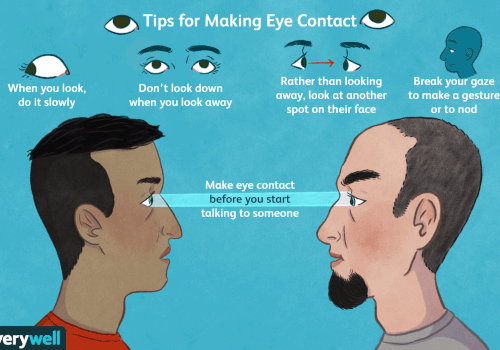 Tips for Making Eye Contact
When you look,
do it slowly
Don't look down
when you look away
Rather than looking
away, look at another
spot on their face
Break your gaze
to make a gesture
or to nod
Make eye contact
before you start
talking to someone
verywell